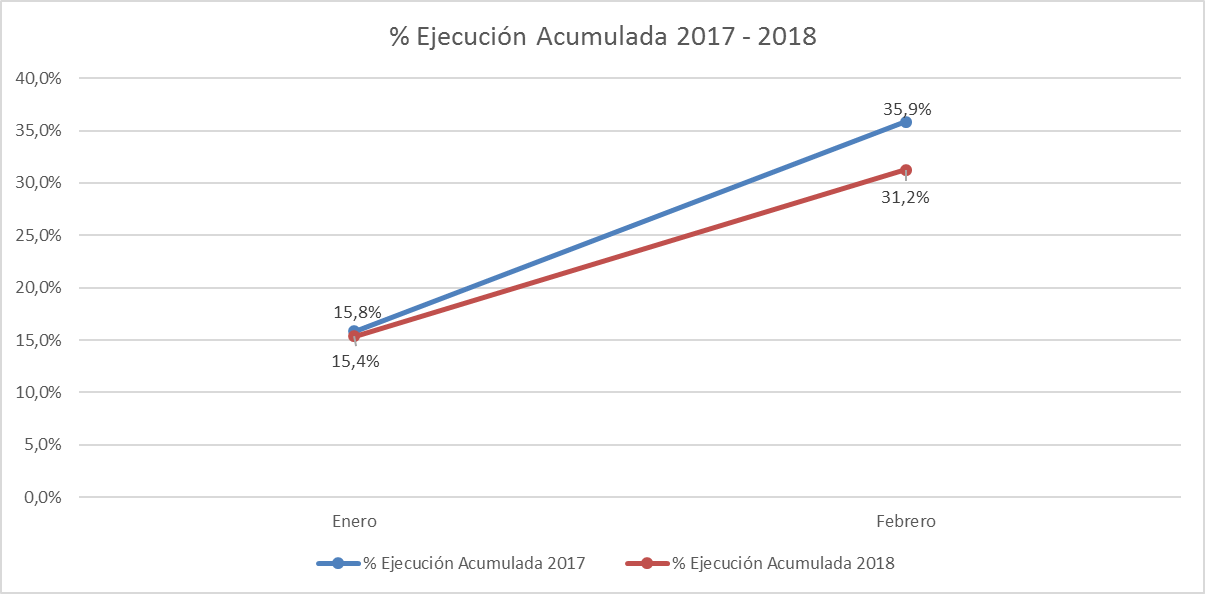 % Ejecución Acumulada 2017 - 2018
40,0%
35,0%
30,0%
25,0%
20,0%
15,0%
10,0%
5,0%
0,0%
35,9%
31,2%
15,8%
15,4%
Enero
Febrero
% Ejecución Acumulada 2017
% Ejecución Acumulada 2018